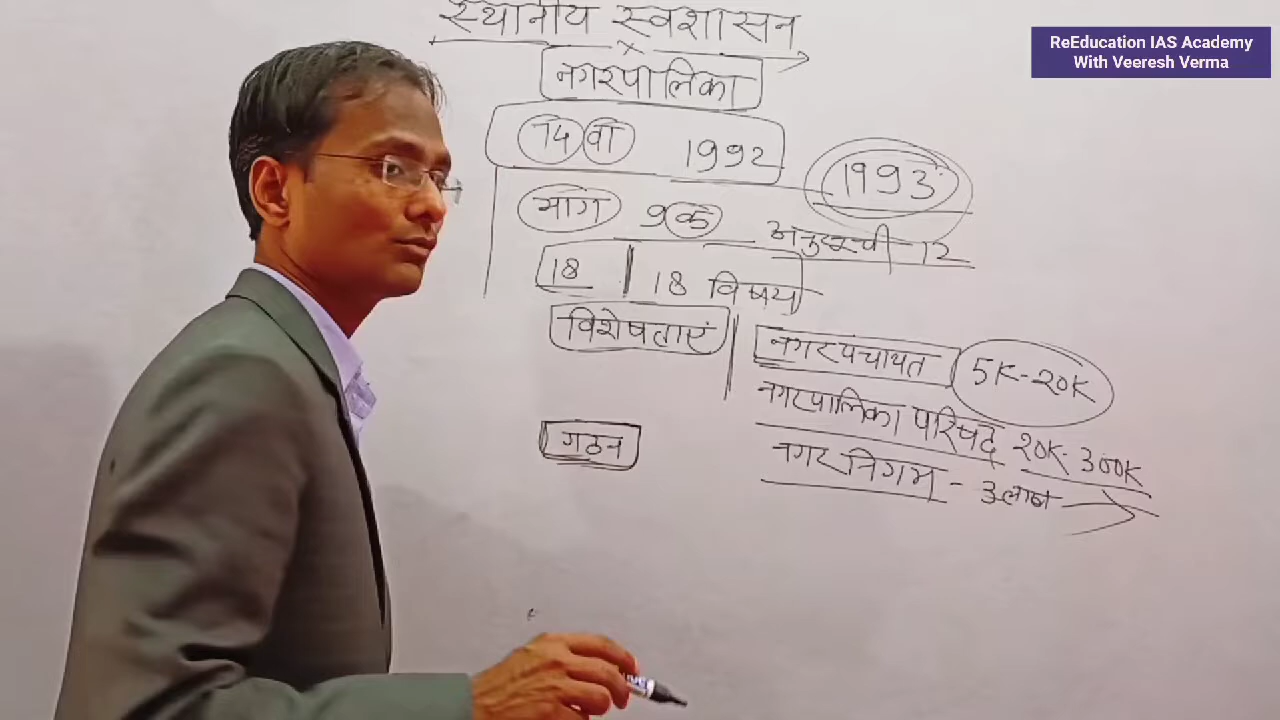 स्थानीय स्वशासन
नगरपालिका
74 वां 1992
1993
भाग 9क अनुसूची-12
18 18 विषय
विशेषताएं
नगरपंचायत 5K-20K
नगरपालिका परिषद् 20K-300K
नगर निगम - 3लाख
गठन
ReEducation IAS Academy
With Veeresh Verma